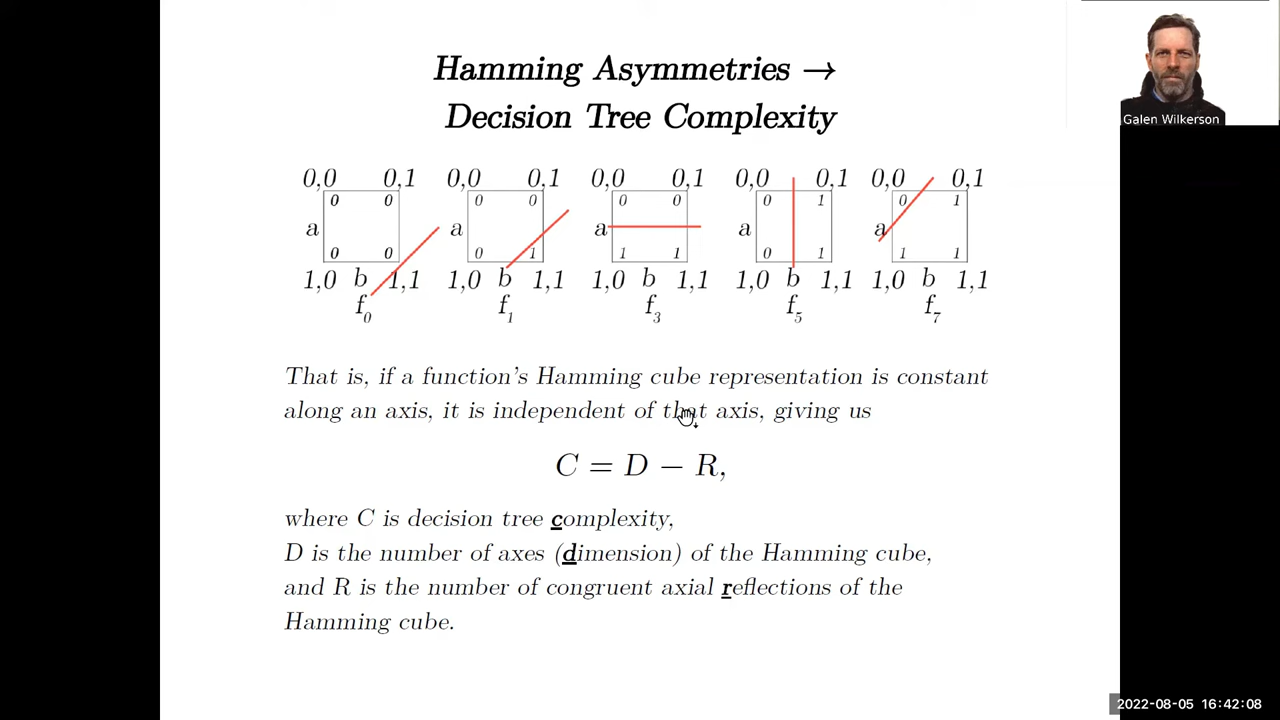 Hamming Asymmetries →
Decision Tree Complexity
Galen Wilkerson
0,0 0,1 0,0 0,1 0,0 0,1 0,0 0,1 0,0 0,1
0 0 0 0 0 0 0 1 0 1
a a a a a
0 0 0 1 1 1 0 1 1 1
1,0 b 1,1 1,0 b 1,1 1,0 b 1,1 1,0 b 1,1 1,0 b 1,1
f0 f1 f3 f5 f7
That is, if a function's Hamming cube representation is constant
along an axis, it is independent of that axis, giving us
C = D − R,
where C is decision tree complexity,
D is the number of axes (dimension) of the Hamming cube,
and R is the number of congruent axial reflections of the
Hamming cube.
2022-08-05 16:42:08